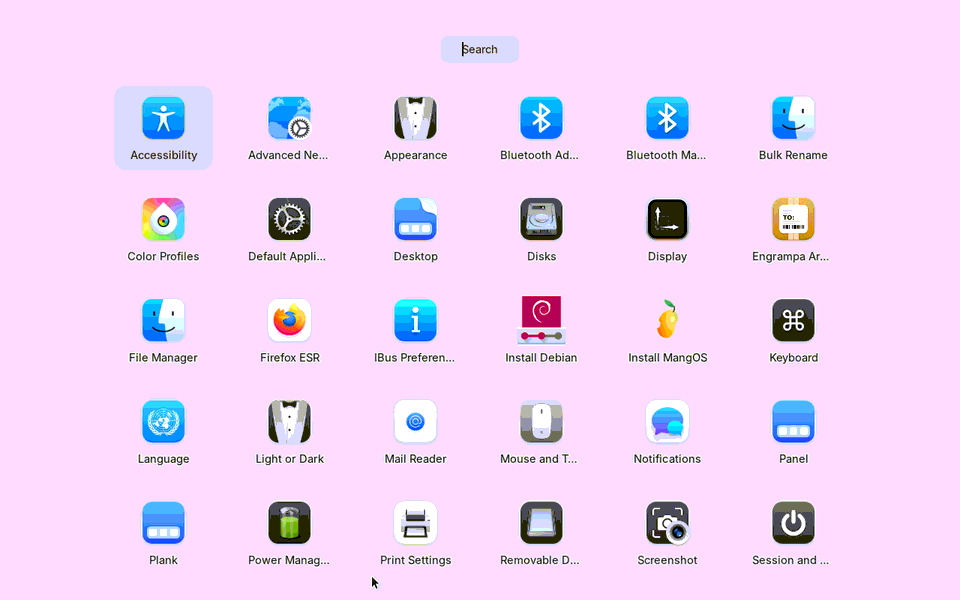 Search
Accessibility
Advanced Ne...
Appearance
Bluetooth Ad...
Bluetooth Ma...
Bulk Rename
Color Profiles
Default Appli...
Desktop
Disks
Display
TO:
Engrampa Ar...
File Manager
Firefox ESR
IBus Preferen...
Install Debian
Install MangOS
Keyboard
Language
Light or Dark
Mail Reader
Mouse and T...
Notifications
Panel
Plank
Power Manag...
Print Settings
Removable D...
Screenshot
Session and ...